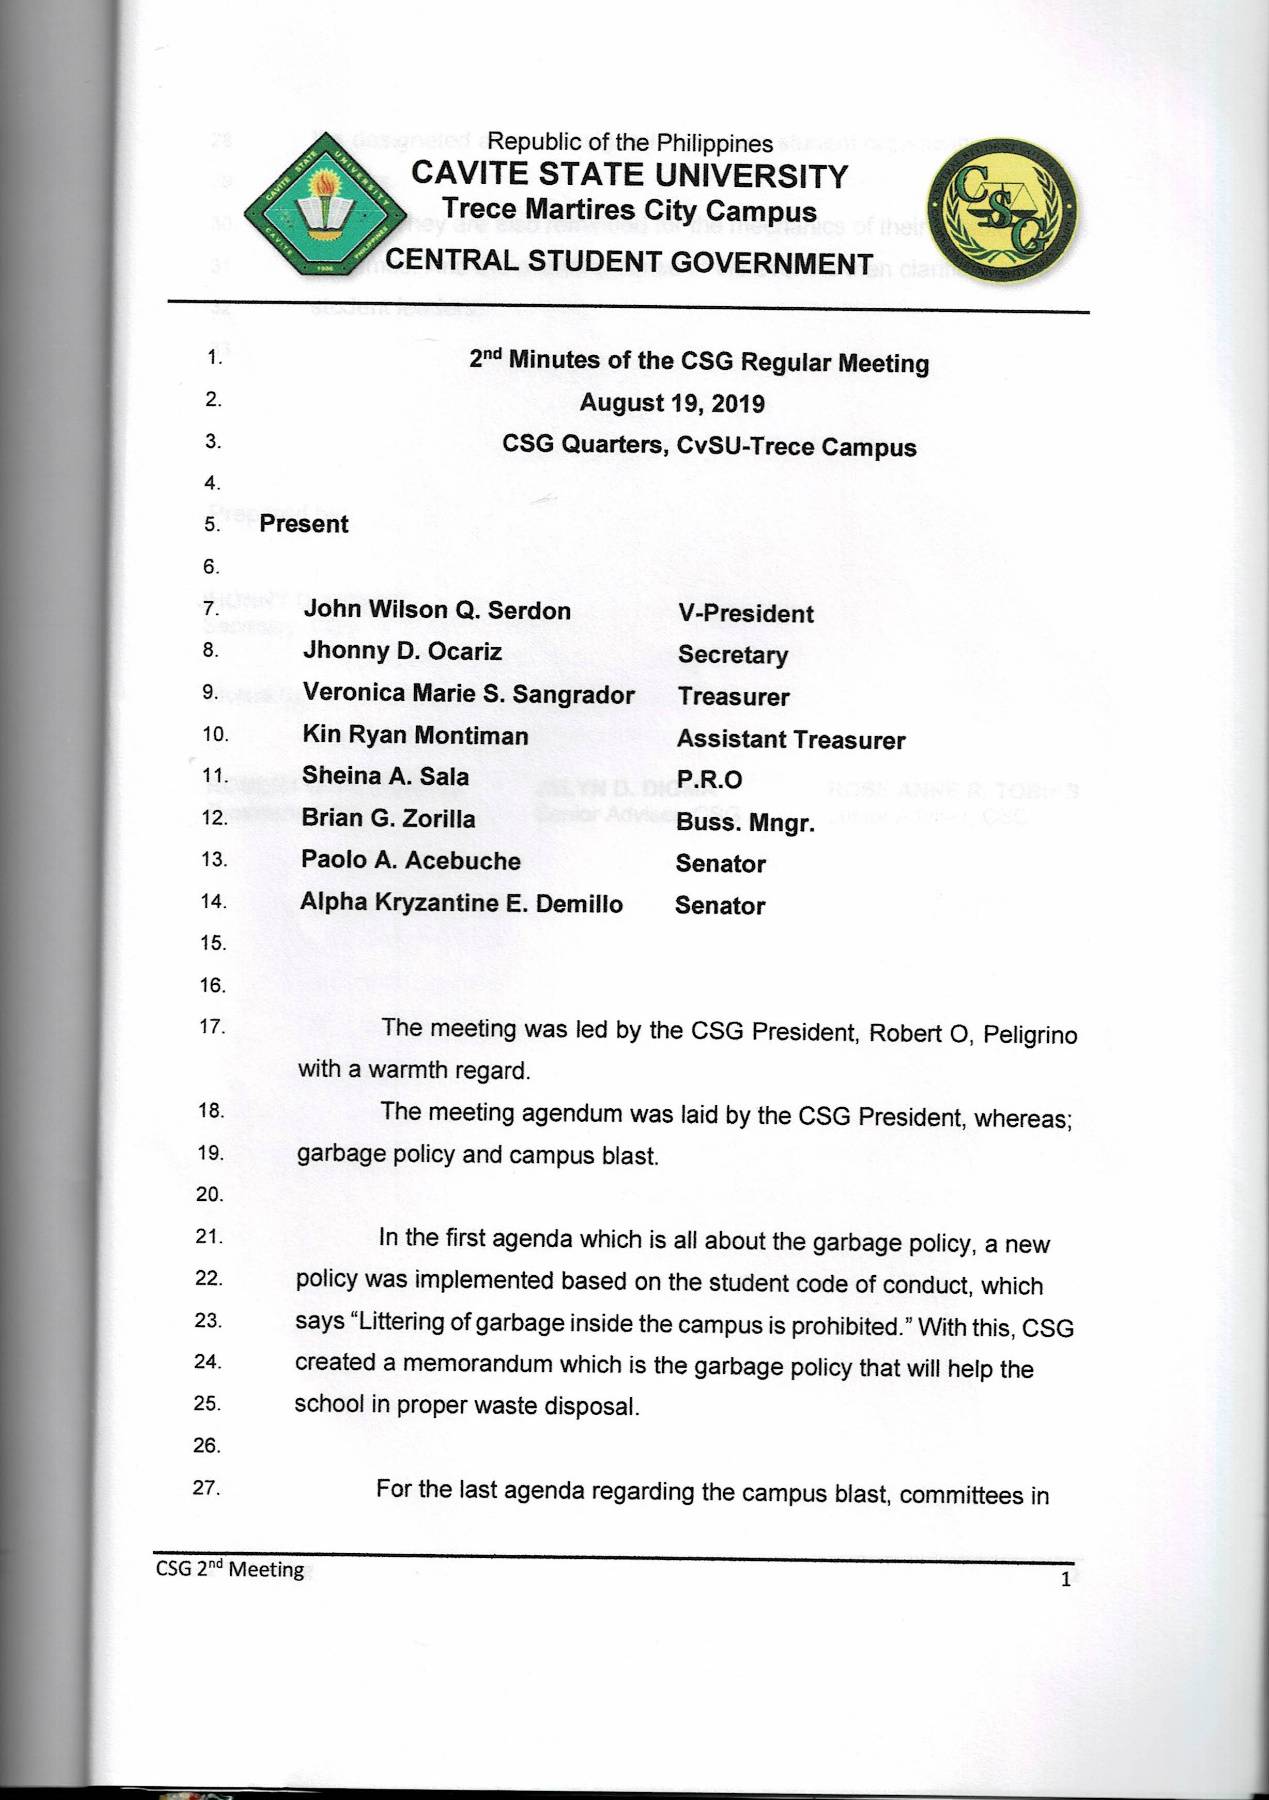 Republic of the Philippines
CAVITE STATE UNIVERSITY
Trece Martires City Campus
CENTRAL STUDENT GOVERNMENT
CAVITE STATE UNIVERSITY
CAVITE PHILIPPINES
1906
CSG
1. 2nd Minutes of the CSG Regular Meeting
2. August 19, 2019
3. CSG Quarters, CvSU-Trece Campus
4.
5. Present
6.
7. John Wilson Q. Serdon V-President
8. Jhonny D. Ocariz Secretary
9. Veronica Marie S. Sangrador Treasurer
10. Kin Ryan Montiman Assistant Treasurer
11. Sheina A. Sala P.R.O
12. Brian G. Zorilla Buss. Mngr.
13. Paolo A. Acebuche Senator
14. Alpha Kryzantine E. Demillo Senator
15.
16.
17. The meeting was led by the CSG President, Robert O, Peligrino
with a warmth regard.
18. The meeting agendum was laid by the CSG President, whereas;
19. garbage policy and campus blast.
20.
21. In the first agenda which is all about the garbage policy, a new
22. policy was implemented based on the student code of conduct, which
23. says “Littering of garbage inside the campus is prohibited.” With this, CSG
24. created a memorandum which is the garbage policy that will help the
25. school in proper waste disposal.
26.
27. For the last agenda regarding the campus blast, committees in
CSG 2nd Meeting 1